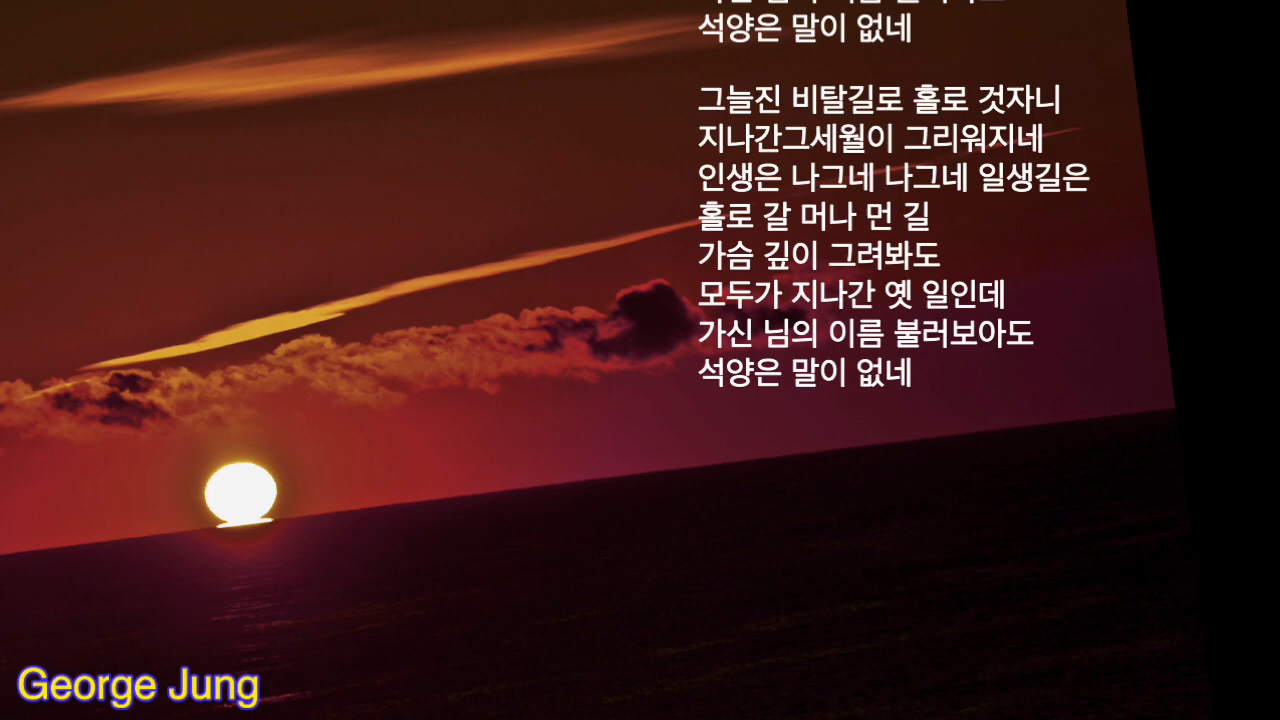 석양은 말이 없네
그늘진 비탈길로 홀로 것자니
지나간그세월이 그리워지네
인생은 나그네 나그네 일생길은
홀로 갈 머나 먼 길
가슴 깊이 그려봐도
모두가 지나간 옛 일인데
가신 님의 이름 불러보아도
석양은 말이 없네
George Jung